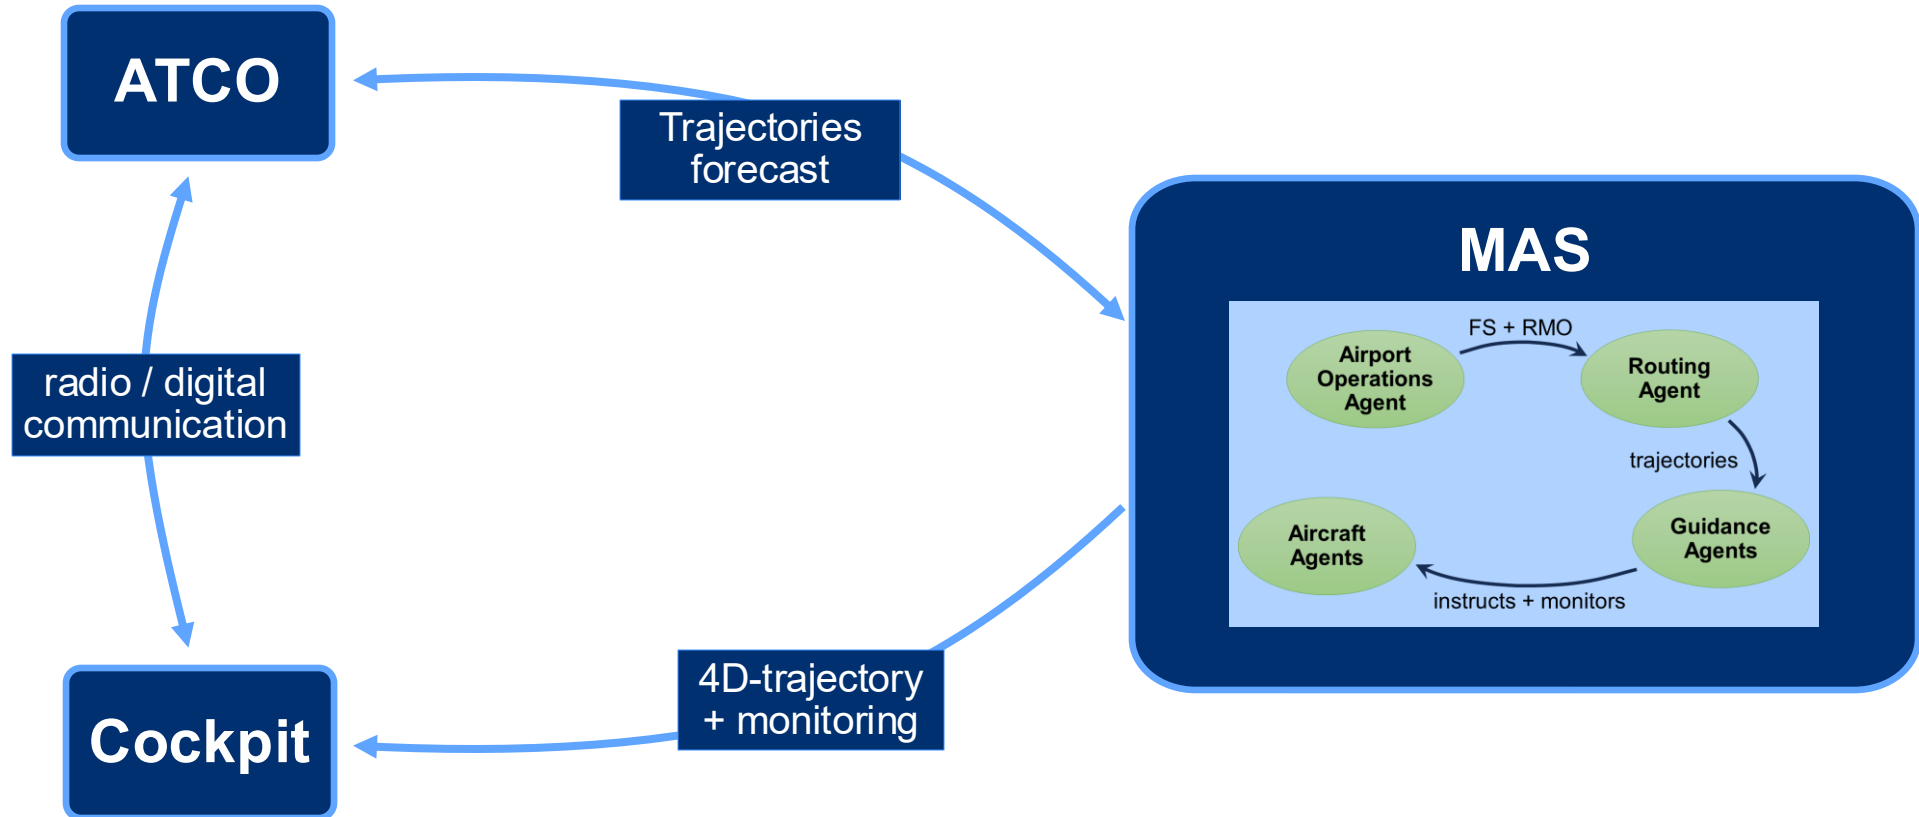 ATCO
Trajectories
forecast
radio / digital
communication
MAS
FS + RMO
Airport
Operations
Agent
Routing
Agent
trajectories
Aircraft
Agents
Guidance
Agents
instructs + monitors
4D-trajectory
+ monitoring
Cockpit